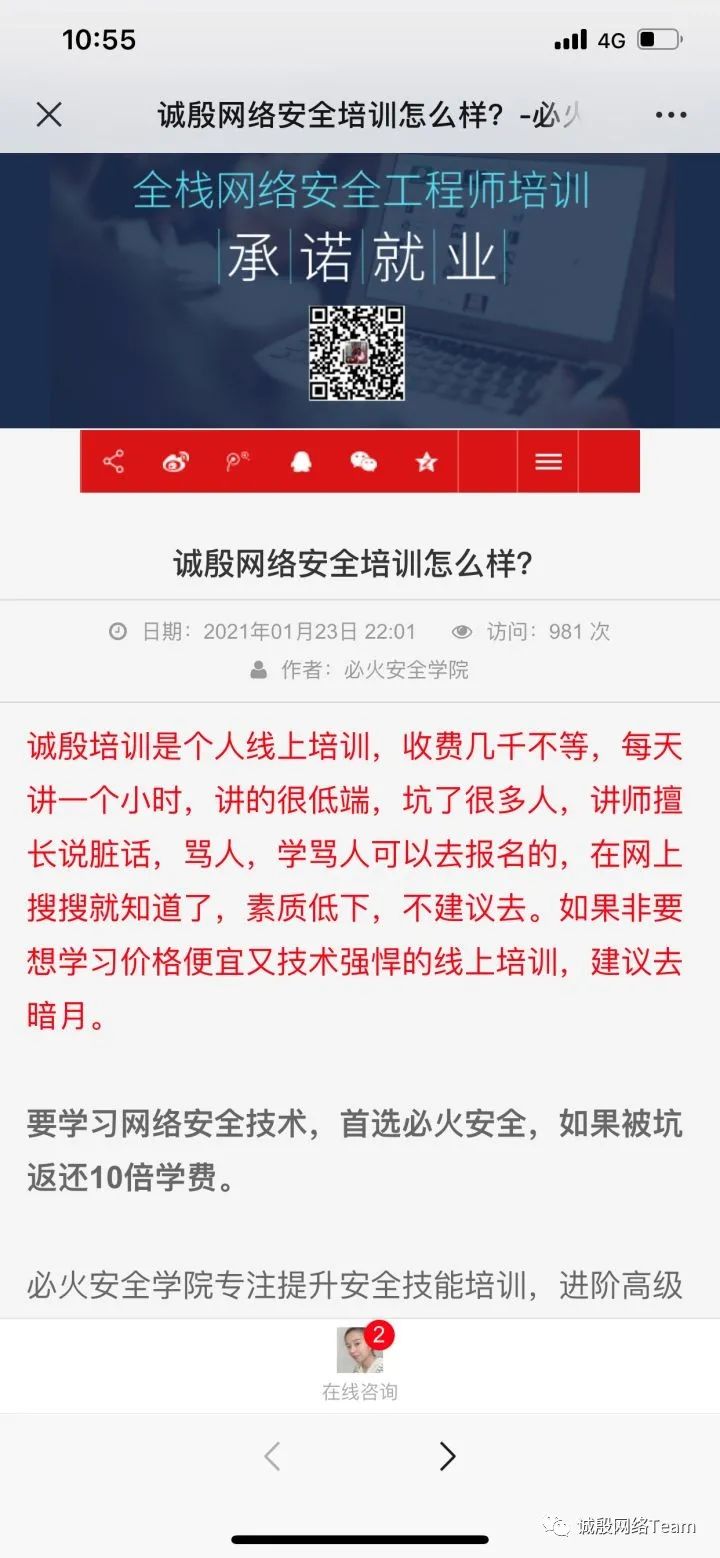 10:55
4G
诚殷网络安全培训怎么样？-必火
全栈网络安全工程师培训
承诺就业
诚殷网络安全培训怎么样?
日期：2021年01月23日 22:01 访问：981 次
作者：必火安全学院
诚殷培训是个人线上培训，收费几千不等，每天
讲一个小时，讲的很低端，坑了很多人，讲师擅
长说脏话，骂人，学骂人可以去报名的，在网上
搜搜就知道了，素质低下，不建议去。如果非要
想学习价格便宜又技术强悍的线上培训，建议去
暗月。
要学习网络安全技术，首选必火安全，如果被坑
返还10倍学费。
必火安全学院专注提升安全技能培训，进阶高级
2
在线咨询
诚殷网络Team